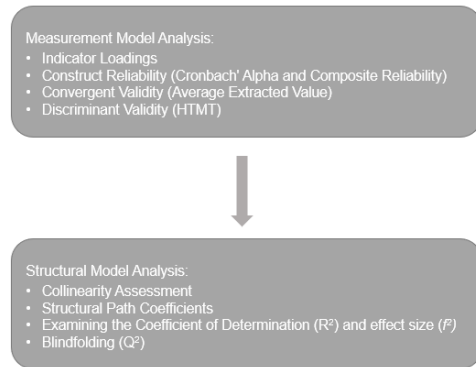 Measurement Model Analysis:
• Indicator Loadings
• Construct Reliability (Cronbach' Alpha and Composite Reliability)
• Convergent Validity (Average Extracted Value)
• Discriminant Validity (HTMT)
Structural Model Analysis:
• Collinearity Assessment
• Structural Path Coefficients
• Examining the Coefficient of Determination (R²) and effect size (f²)
• Blindfolding (Q²)